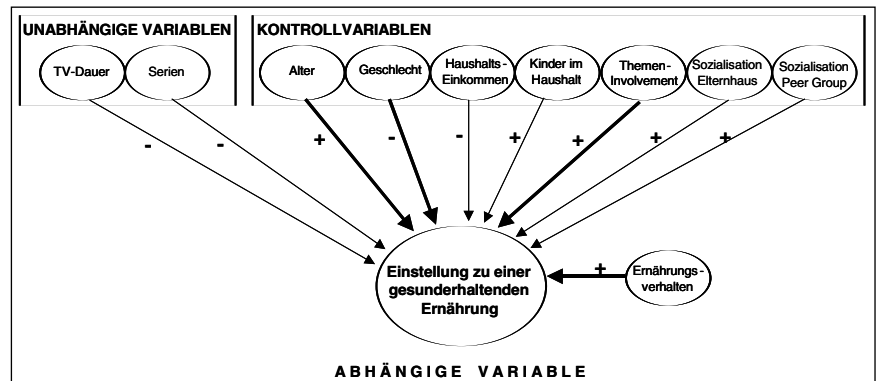 UNABHÄNGIGE VARIABLEN
KONTROLLVARIABLEN
TV-Dauer
Serien
Alter
Geschlecht
Haushalts-
Einkommen
Kinder im
Haushalt
Themen-
Involvement
Sozialisation
Elternhaus
Sozialisation
Peer Group
- - + - - + + + +
Einstellung zu einer
gesunderhaltenden
Ernährung
+
Ernährungs-
verhalten
ABHÄNGIGE VARIABLE